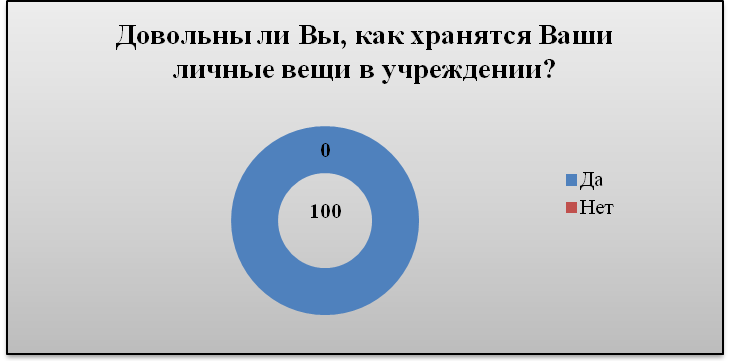 Довольны ли Вы, как хранятся Ваши
личные вещи в учреждении?
0
100
Да
Нет